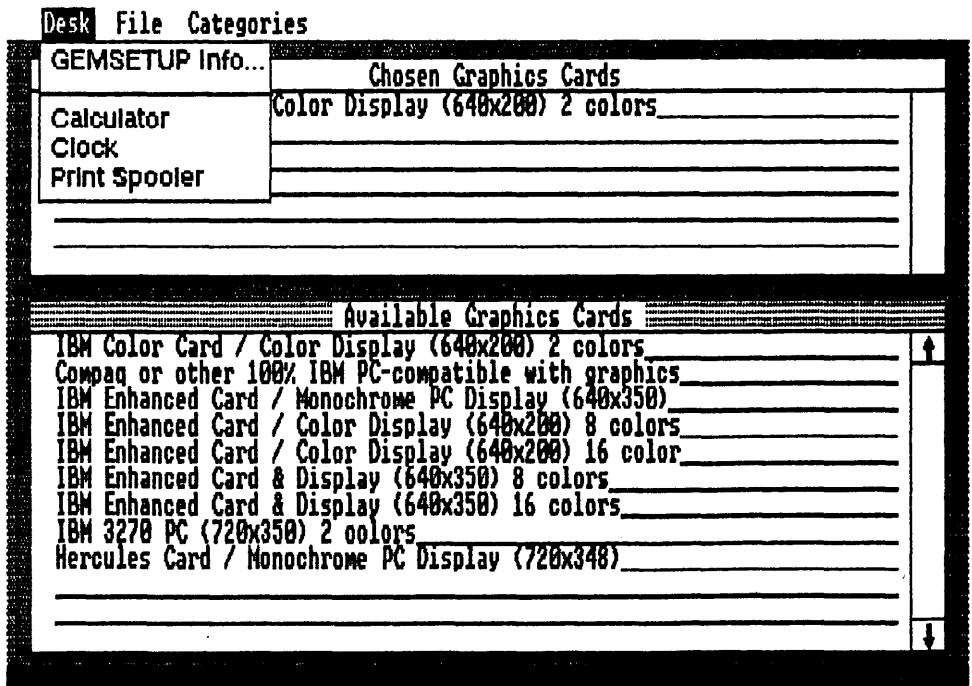 Desk File Categories
GEMSETUP Info...
Calculator
Clock
Print Spooler
Chosen Graphics Cards
Color Display (640x200) 2 colors
Available Graphics Cards
IBM Color Card / Color Display (640x200) 2 colors
Compaq or other 100% IBM PC-compatible with graphics
IBM Enhanced Card / Monochrome PC Display (640x350)
IBM Enhanced Card / Color Display (640x200) 8 colors
IBM Enhanced Card / Color Display (640x200) 16 color
IBM Enhanced Card & Display (640x350) 8 colors
IBM Enhanced Card & Display (640x350) 16 colors
IBM 3270 PC (720x350) 2 colors
Hercules Card / Monochrome PC Display (720x348)